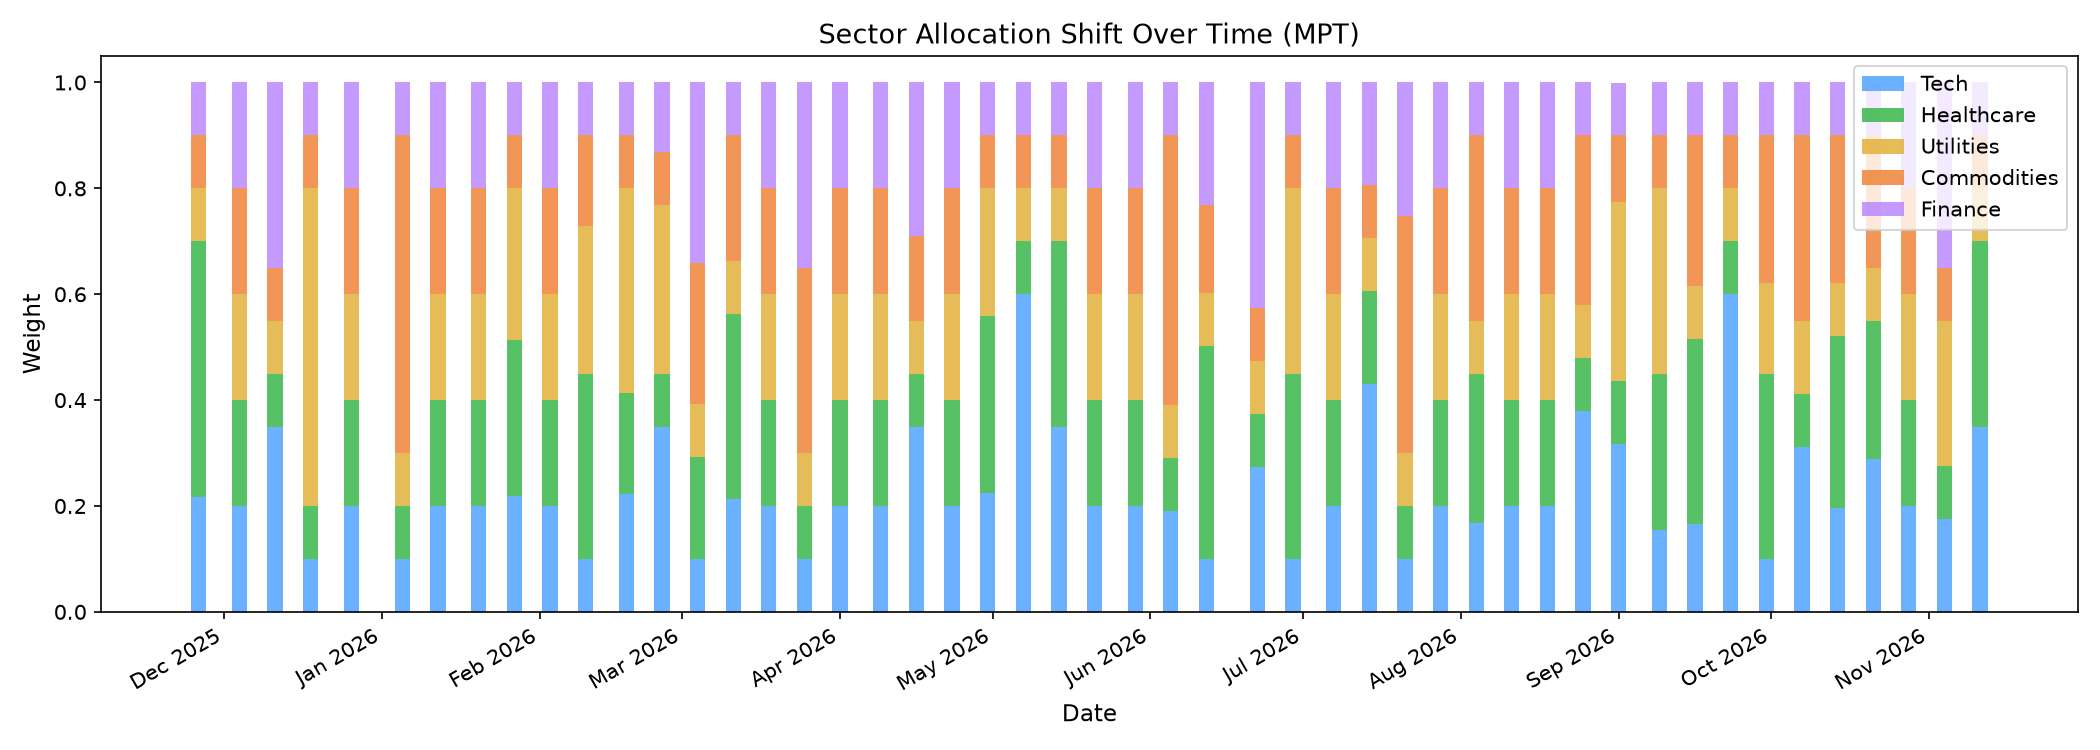 Sector Allocation Shift Over Time (MPT)
Weight
1.0
0.8
0.6
0.4
0.2
0.0
Tech
Healthcare
Utilities
Commodities
Finance
Dec 2025
Jan 2026
Feb 2026
Mar 2026
Apr 2026
May 2026
Jun 2026
Jul 2026
Aug 2026
Sep 2026
Oct 2026
Nov 2026
Date